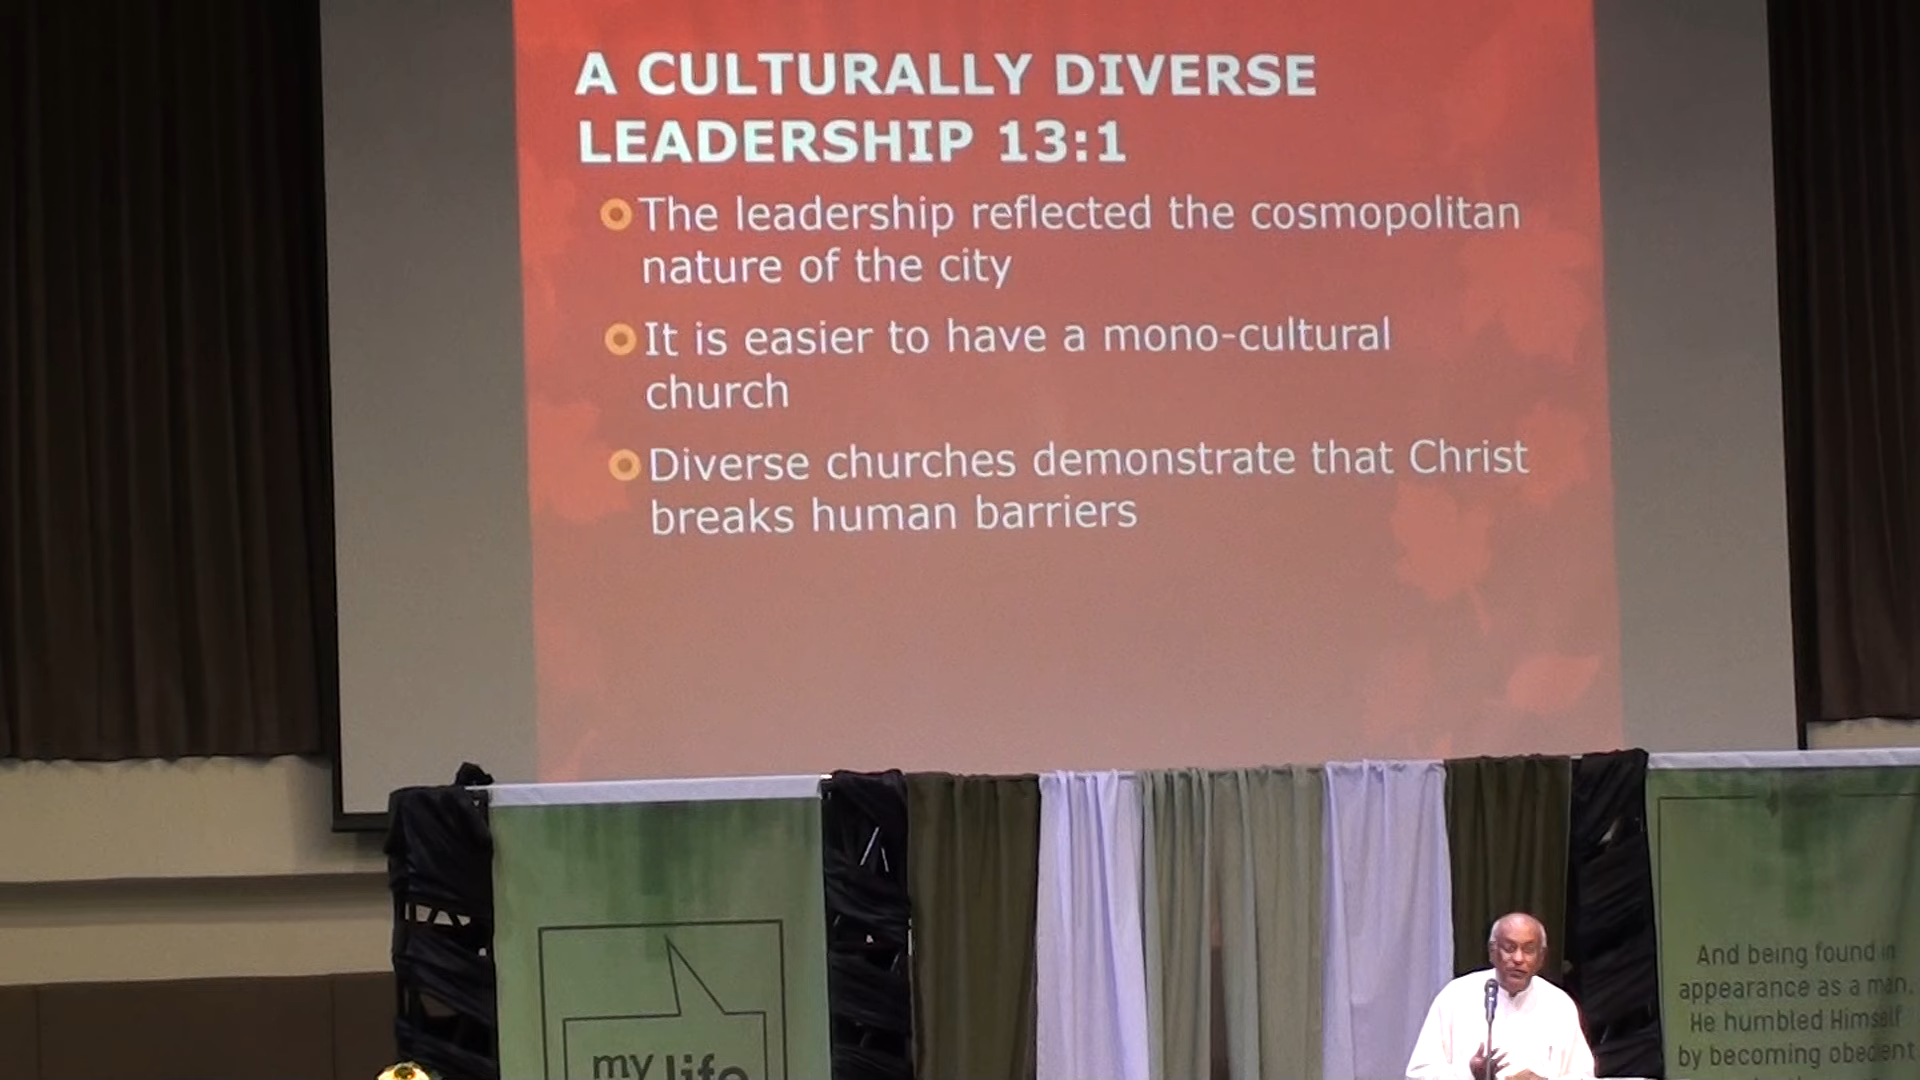 A CULTURALLY DIVERSE
LEADERSHIP 13:1
The leadership reflected the cosmopolitan
nature of the city
It is easier to have a mono-cultural
church
Diverse churches demonstrate that Christ
breaks human barriers
my life
And being found in
appearance as a man,
He humbled Himself
by becoming obedient